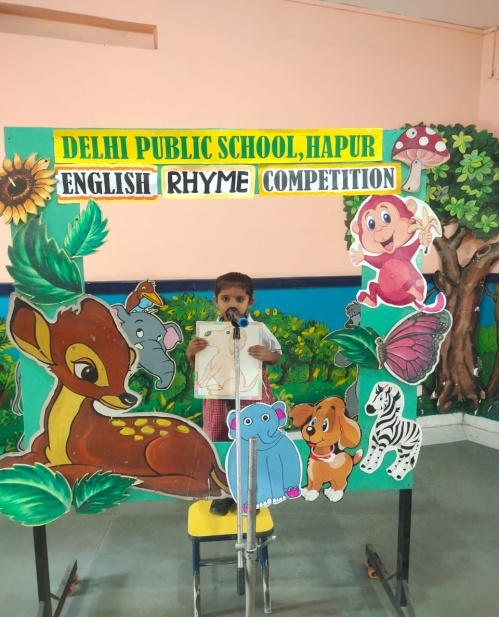 DELHI PUBLIC SCHOOL, HAPUR
ENGLISH RHYME COMPETITION